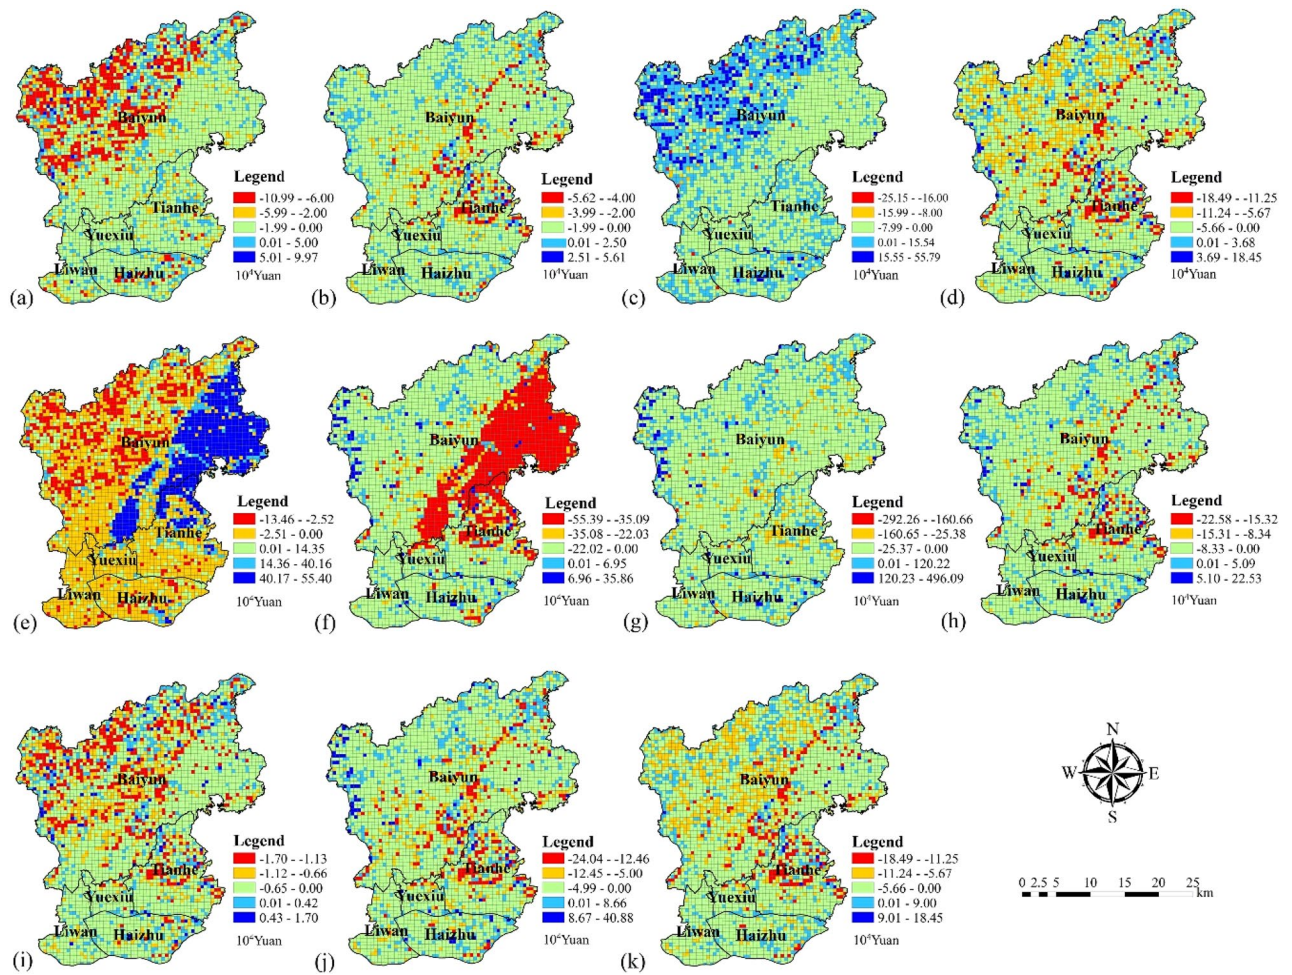 Baiyun
Tianhe
Yuexiu
Liwan
Haizhu
Legend
-10.99 - -6.00
-5.99 - -2.00
-1.99 - 0.00
0.01 - 5.00
5.01 - 9.97
10⁴Yuan
(a)
Baiyun
Tianhe
Yuexiu
Liwan
Haizhu
Legend
-5.62 - -4.00
-3.99 - -2.00
-1.99 - 0.00
0.01 - 2.50
2.51 - 5.61
10⁴Yuan
(b)
Baiyun
Tianhe
Yuexiu
Liwan
Haizhu
Legend
-25.15 - -16.00
-15.99 - -8.00
-7.99 - 0.00
0.01 - 15.54
15.55 - 55.79
10⁴Yuan
(c)
Baiyun
Tianhe
Yuexiu
Liwan
Haizhu
Legend
-18.49 - -11.25
-11.24 - -5.67
-5.66 - 0.00
0.01 - 3.68
3.69 - 18.45
10⁴Yuan
(d)
Baiyun
Tianhe
Yuexiu
Liwan
Haizhu
Legend
-13.46 - -2.52
-2.51 - 0.00
0.01 - 14.35
14.36 - 40.16
40.17 - 55.40
10⁴Yuan
(e)
Baiyun
Tianhe
Yuexiu
Liwan
Haizhu
Legend
-55.39 - -35.09
-35.08 - -22.03
-22.02 - 0.00
0.01 - 6.95
6.96 - 35.86
10⁴Yuan
(f)
Baiyun
Tianhe
Yuexiu
Liwan
Haizhu
Legend
-292.26 - -160.66
-160.65 - -25.38
-25.37 - 0.00
0.01 - 120.22
120.23 - 496.09
10⁴Yuan
(g)
Baiyun
Tianhe
Yuexiu
Liwan
Haizhu
Legend
-22.58 - -15.32
-15.31 - -8.34
-8.33 - 0.00
0.01 - 5.09
5.10 - 22.53
10⁴Yuan
(h)
Baiyun
Tianhe
Yuexiu
Liwan
Haizhu
Legend
-1.70 - -1.13
-1.12 - -0.66
-0.65 - 0.00
0.01 - 0.42
0.43 - 1.70
10⁴Yuan
(i)
Baiyun
Tianhe
Yuexiu
Liwan
Haizhu
Legend
-24.04 - -12.46
-12.45 - -5.00
-4.99 - 0.00
0.01 - 8.66
8.67 - 40.88
10⁴Yuan
(j)
Baiyun
Tianhe
Yuexiu
Liwan
Haizhu
Legend
-18.49 - -11.25
-11.24 - -5.67
-5.66 - 0.00
0.01 - 9.00
9.01 - 18.45
10⁴Yuan
(k)
N
W E
S
0 2.5 5 10 15 20 25
km